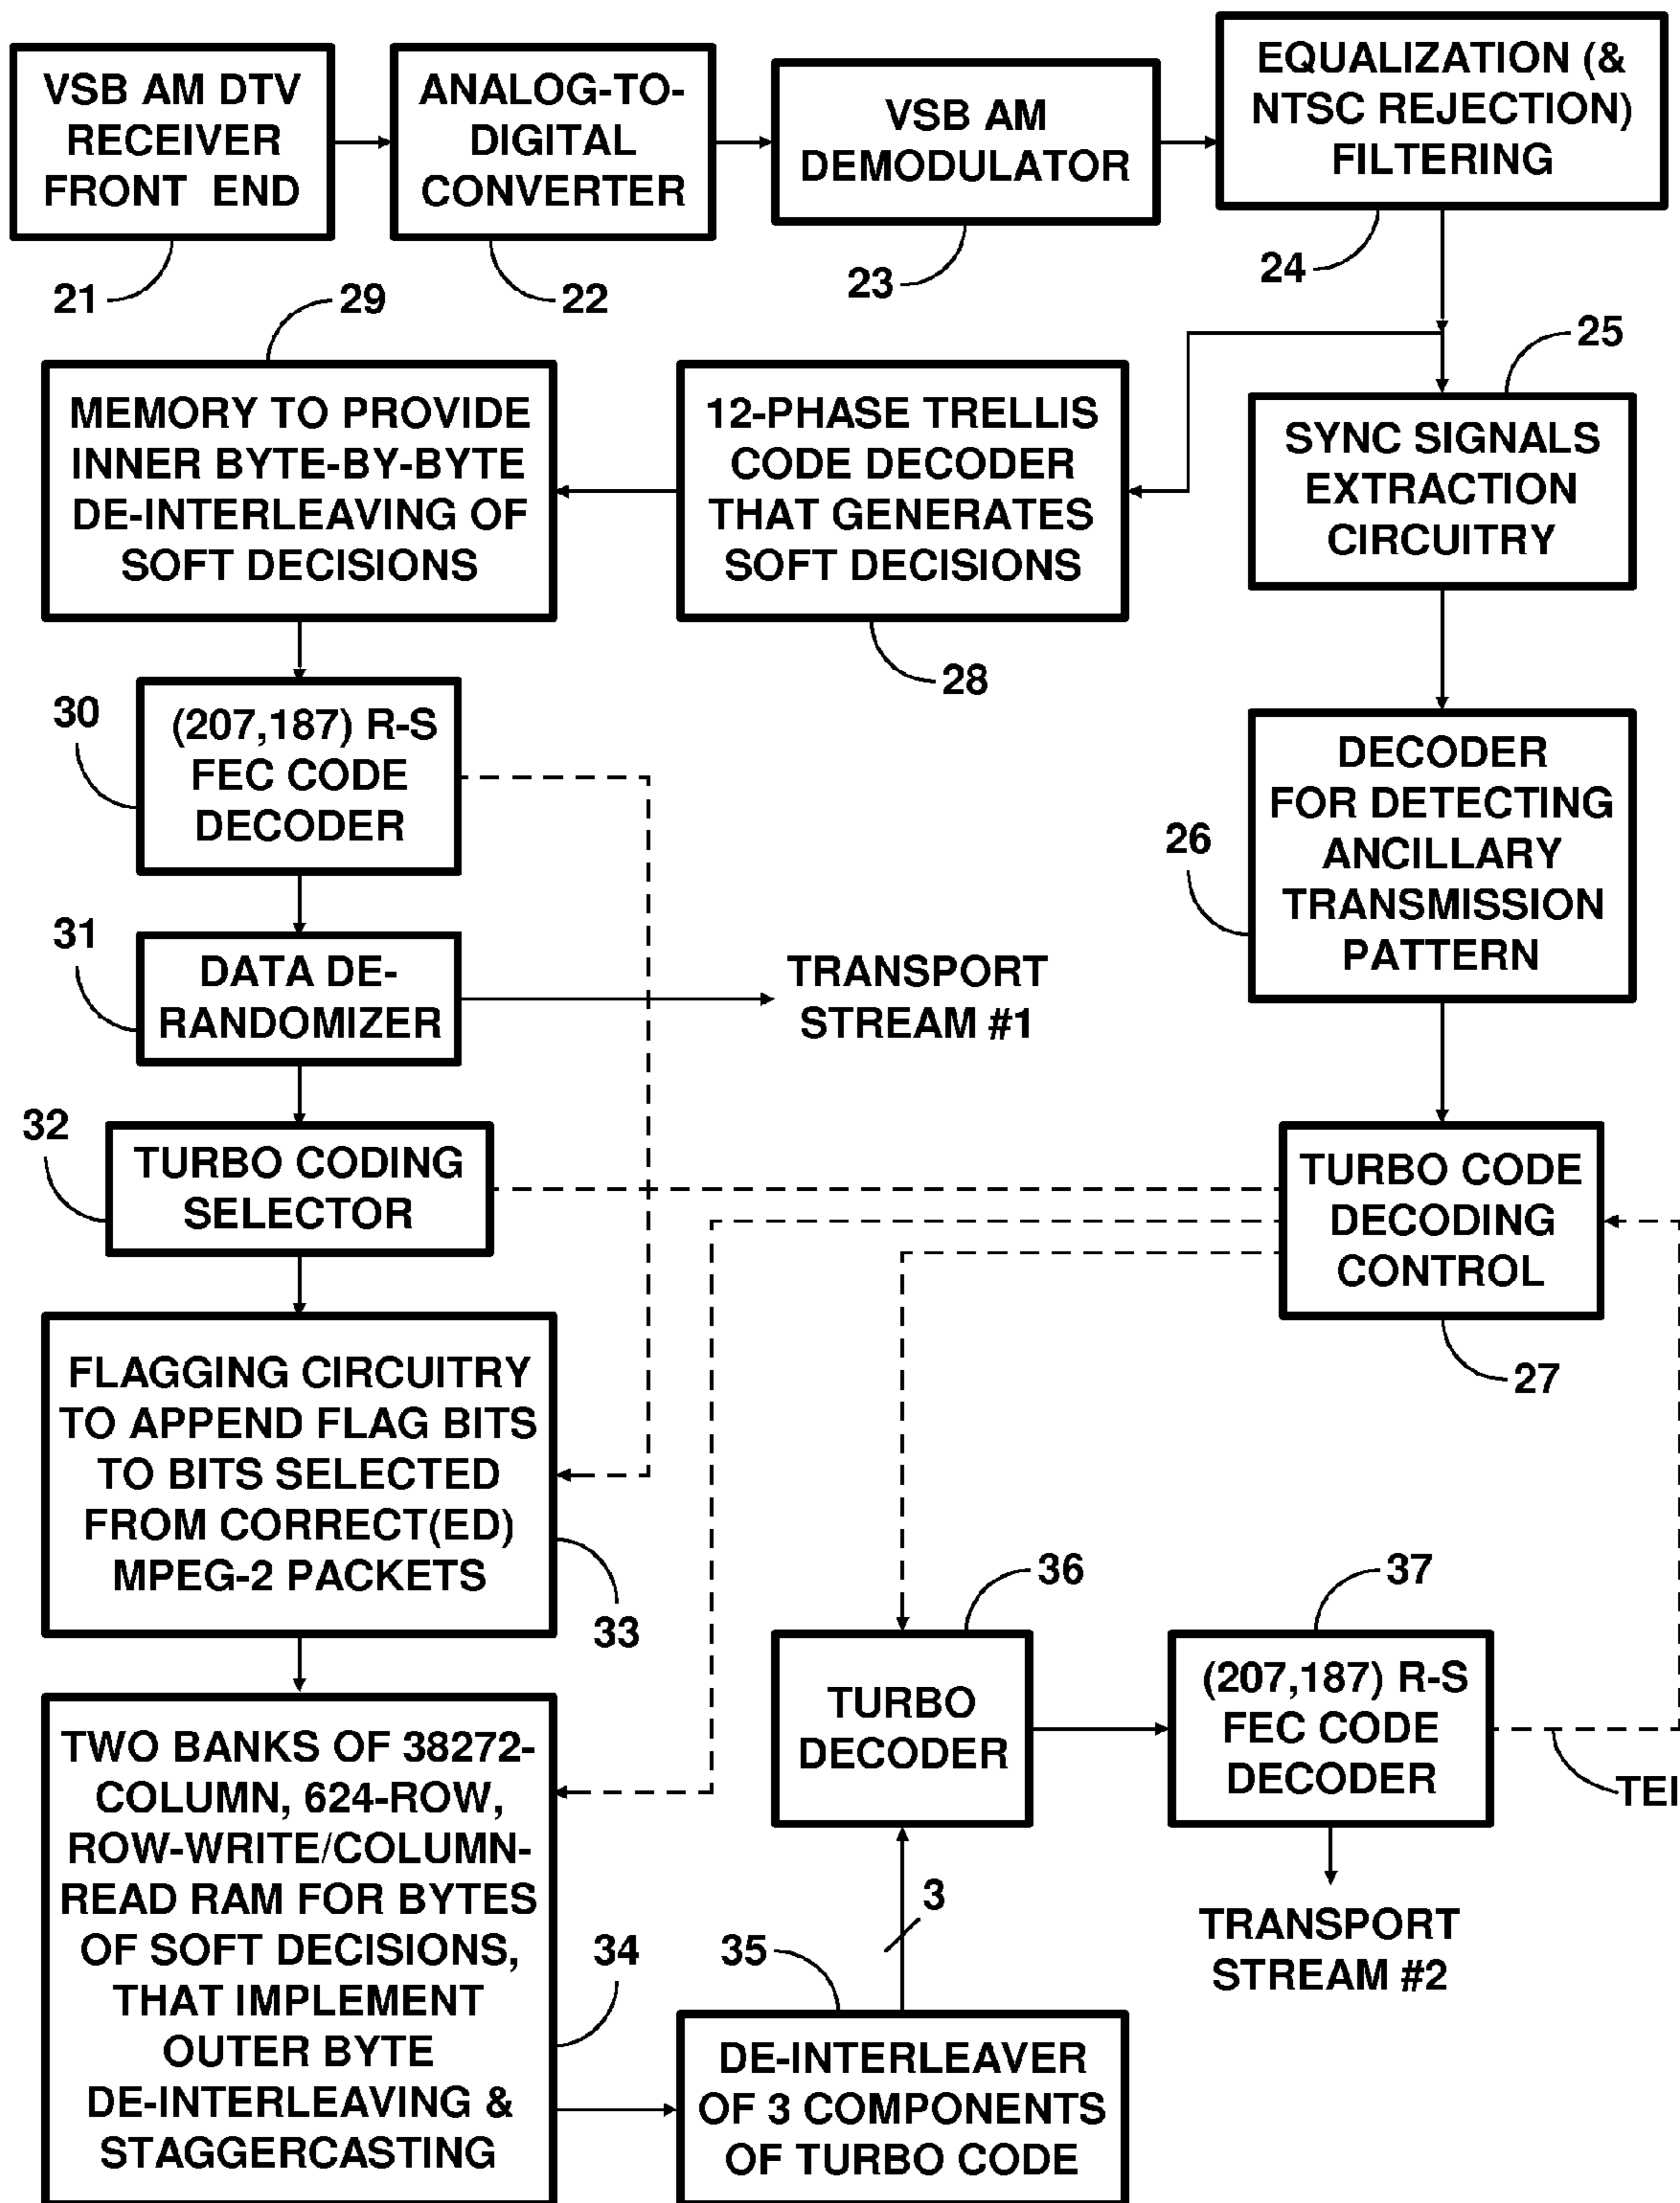 VSB AM DTV
RECEIVER
FRONT END
21
ANALOG-TO-
DIGITAL
CONVERTER
22
VSB AM
DEMODULATOR
23
EQUALIZATION (&
NTSC REJECTION)
FILTERING
24
25
SYNC SIGNALS
EXTRACTION
CIRCUITRY
12-PHASE TRELLIS
CODE DECODER
THAT GENERATES
SOFT DECISIONS
28
29
MEMORY TO PROVIDE
INNER BYTE-BY-BYTE
DE-INTERLEAVING OF
SOFT DECISIONS
30
(207,187) R-S
FEC CODE
DECODER
26
DECODER
FOR DETECTING
ANCILLARY
TRANSMISSION
PATTERN
31
DATA DE-
RANDOMIZER
TRANSPORT
STREAM #1
32
TURBO CODING
SELECTOR
TURBO CODE
DECODING
CONTROL
27
FLAGGING CIRCUITRY
TO APPEND FLAG BITS
TO BITS SELECTED
FROM CORRECT(ED)
MPEG-2 PACKETS
33
TWO BANKS OF 38272-
COLUMN, 624-ROW,
ROW-WRITE/COLUMN-
READ RAM FOR BYTES
OF SOFT DECISIONS,
THAT IMPLEMENT
OUTER BYTE
DE-INTERLEAVING &
STAGGERCASTING
34
35
DE-INTERLEAVER
OF 3 COMPONENTS
OF TURBO CODE
3
36
TURBO
DECODER
37
(207,187) R-S
FEC CODE
DECODER
TEI
TRANSPORT
STREAM #2